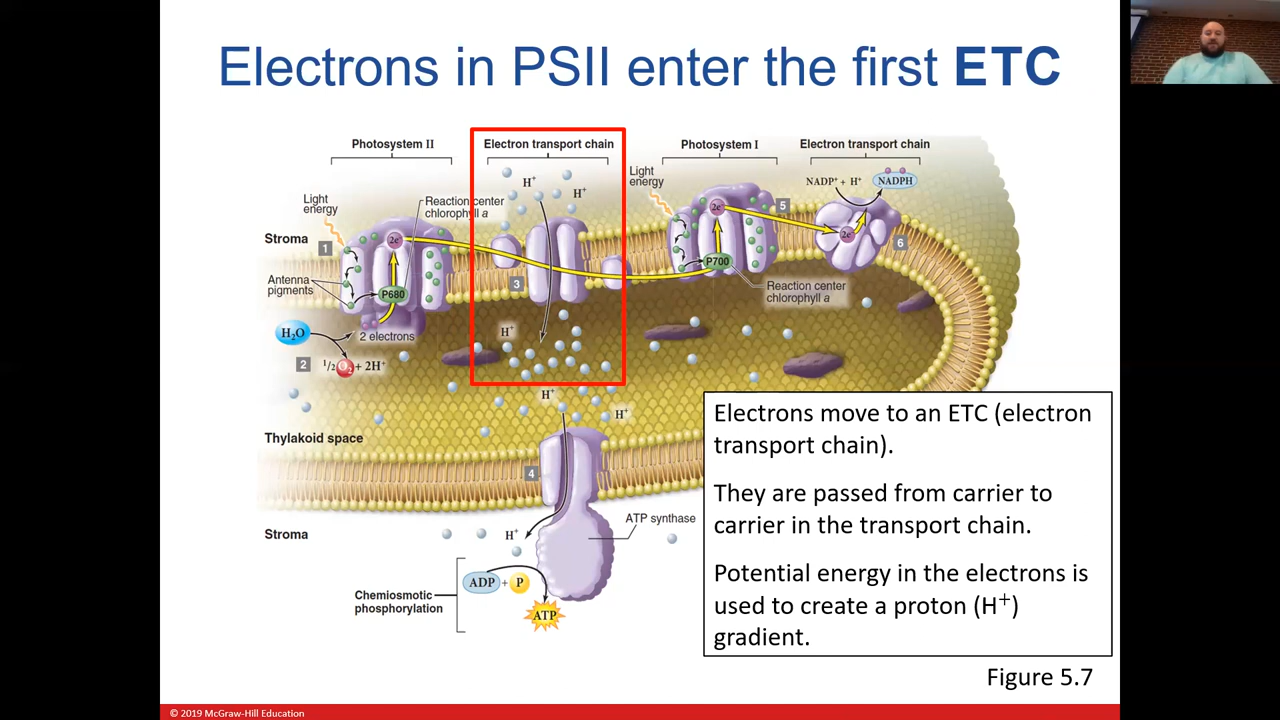 Electrons in PSII enter the first ETC
Photosystem II
Electron transport chain
Photosystem I
Electron transport chain
Light
energy
Reaction center
chlorophyll a
H+
H+
Light
energy
NADP+ + H+
NADPH
Stroma
1
2e-
2e-
5
2e-
6
Antenna
pigments
P680
3
P700
Reaction center
chlorophyll a
H2O
2 electrons
H+
2
1/2 O2 + 2H+
H+
H+
Thylakoid space
4
Stroma
H+
ATP synthase
Chemiosmotic
phosphorylation
ADP + P
ATP
Electrons move to an ETC (electron
transport chain).
They are passed from carrier to
carrier in the transport chain.
Potential energy in the electrons is
used to create a proton (H+)
gradient.
Figure 5.7
© 2019 McGraw-Hill Education